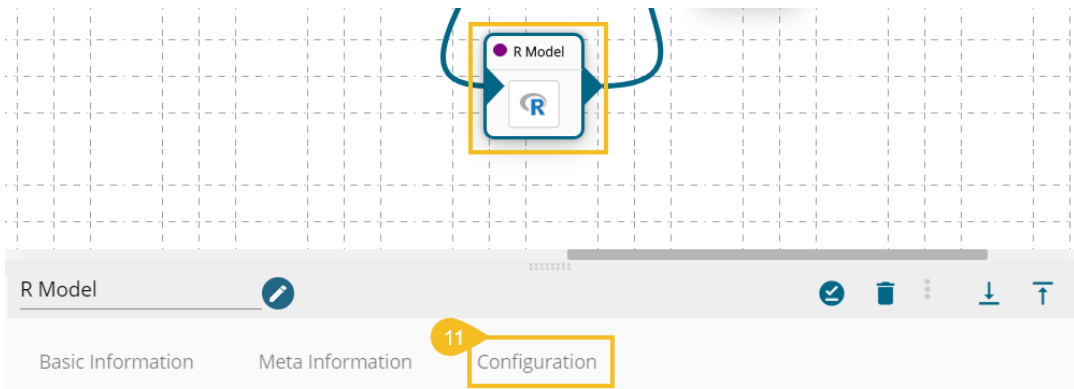 R Model
R
R Model
11
Basic Information Meta Information Configuration